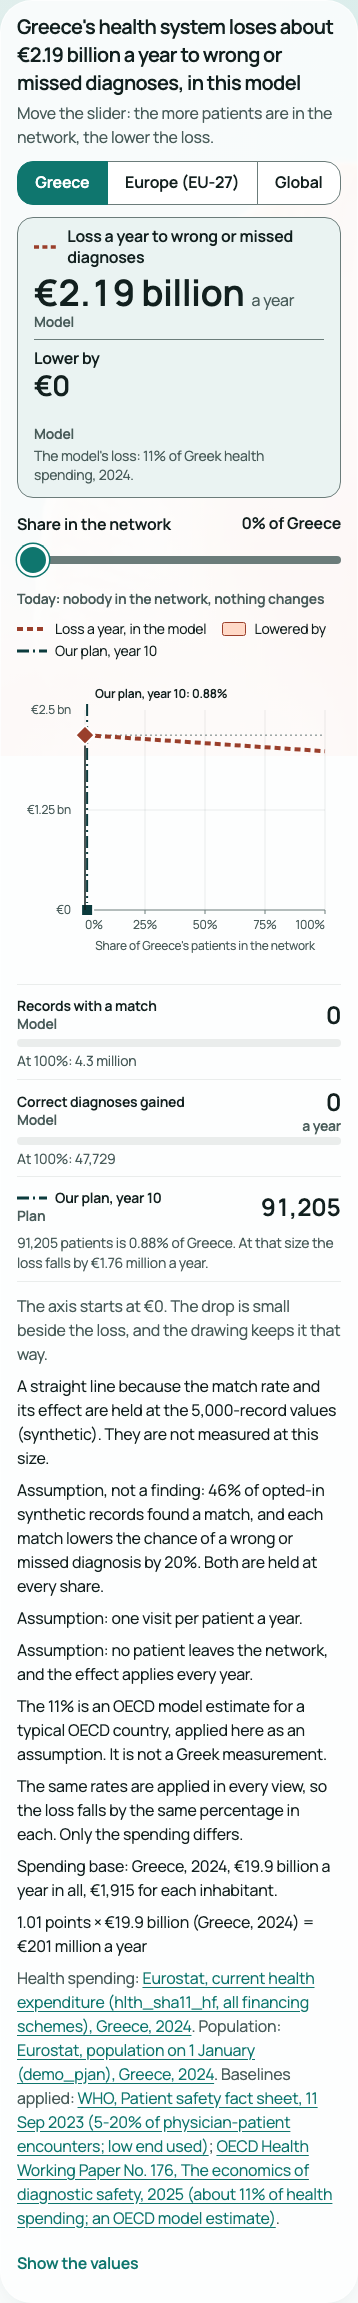 Greece's health system loses about
€2.19 billion a year to wrong or
missed diagnoses, in this model
Move the slider: the more patients are in the
network, the lower the loss.
Greece
Europe (EU-27)
Global
Loss a year to wrong or missed
diagnoses
€2.19 billion a year
Model
Lower by
€0
Model
The model's loss: 11% of Greek health
spending, 2024.
Share in the network
0% of Greece
Today: nobody in the network, nothing changes
Loss a year, in the model
Lowered by
Our plan, year 10
Our plan, year 10: 0.88%
€2.5 bn
€1.25 bn
€0
0%
25%
50%
75%
100%
Share of Greece's patients in the network
Records with a match
Model
0
At 100%: 4.3 million
Correct diagnoses gained
Model
0
a year
At 100%: 47,729
Our plan, year 10
Plan
91,205
91,205 patients is 0.88% of Greece. At that size the
loss falls by €1.76 million a year.
The axis starts at €0. The drop is small
beside the loss, and the drawing keeps it that
way.
A straight line because the match rate and
its effect are held at the 5,000-record values
(synthetic). They are not measured at this
size.
Assumption, not a finding: 46% of opted-in
synthetic records found a match, and each
match lowers the chance of a wrong or
missed diagnosis by 20%. Both are held at
every share.
Assumption: one visit per patient a year.
Assumption: no patient leaves the network,
and the effect applies every year.
The 11% is an OECD model estimate for a
typical OECD country, applied here as an
assumption. It is not a Greek measurement.
The same rates are applied in every view, so
the loss falls by the same percentage in
each. Only the spending differs.
Spending base: Greece, 2024, €19.9 billion a
year in all, €1,915 for each inhabitant.
1.01 points × €19.9 billion (Greece, 2024) =
€201 million a year
Health spending: Eurostat, current health
expenditure (hlth_sha11_hf, all financing
schemes), Greece, 2024. Population:
Eurostat, population on 1 January
(demo_pjan), Greece, 2024. Baselines
applied: WHO, Patient safety fact sheet, 11
Sep 2023 (5-20% of physician-patient
encounters; low end used); OECD Health
Working Paper No. 176, The economics of
diagnostic safety, 2025 (about 11% of health
spending; an OECD model estimate).
Show the values